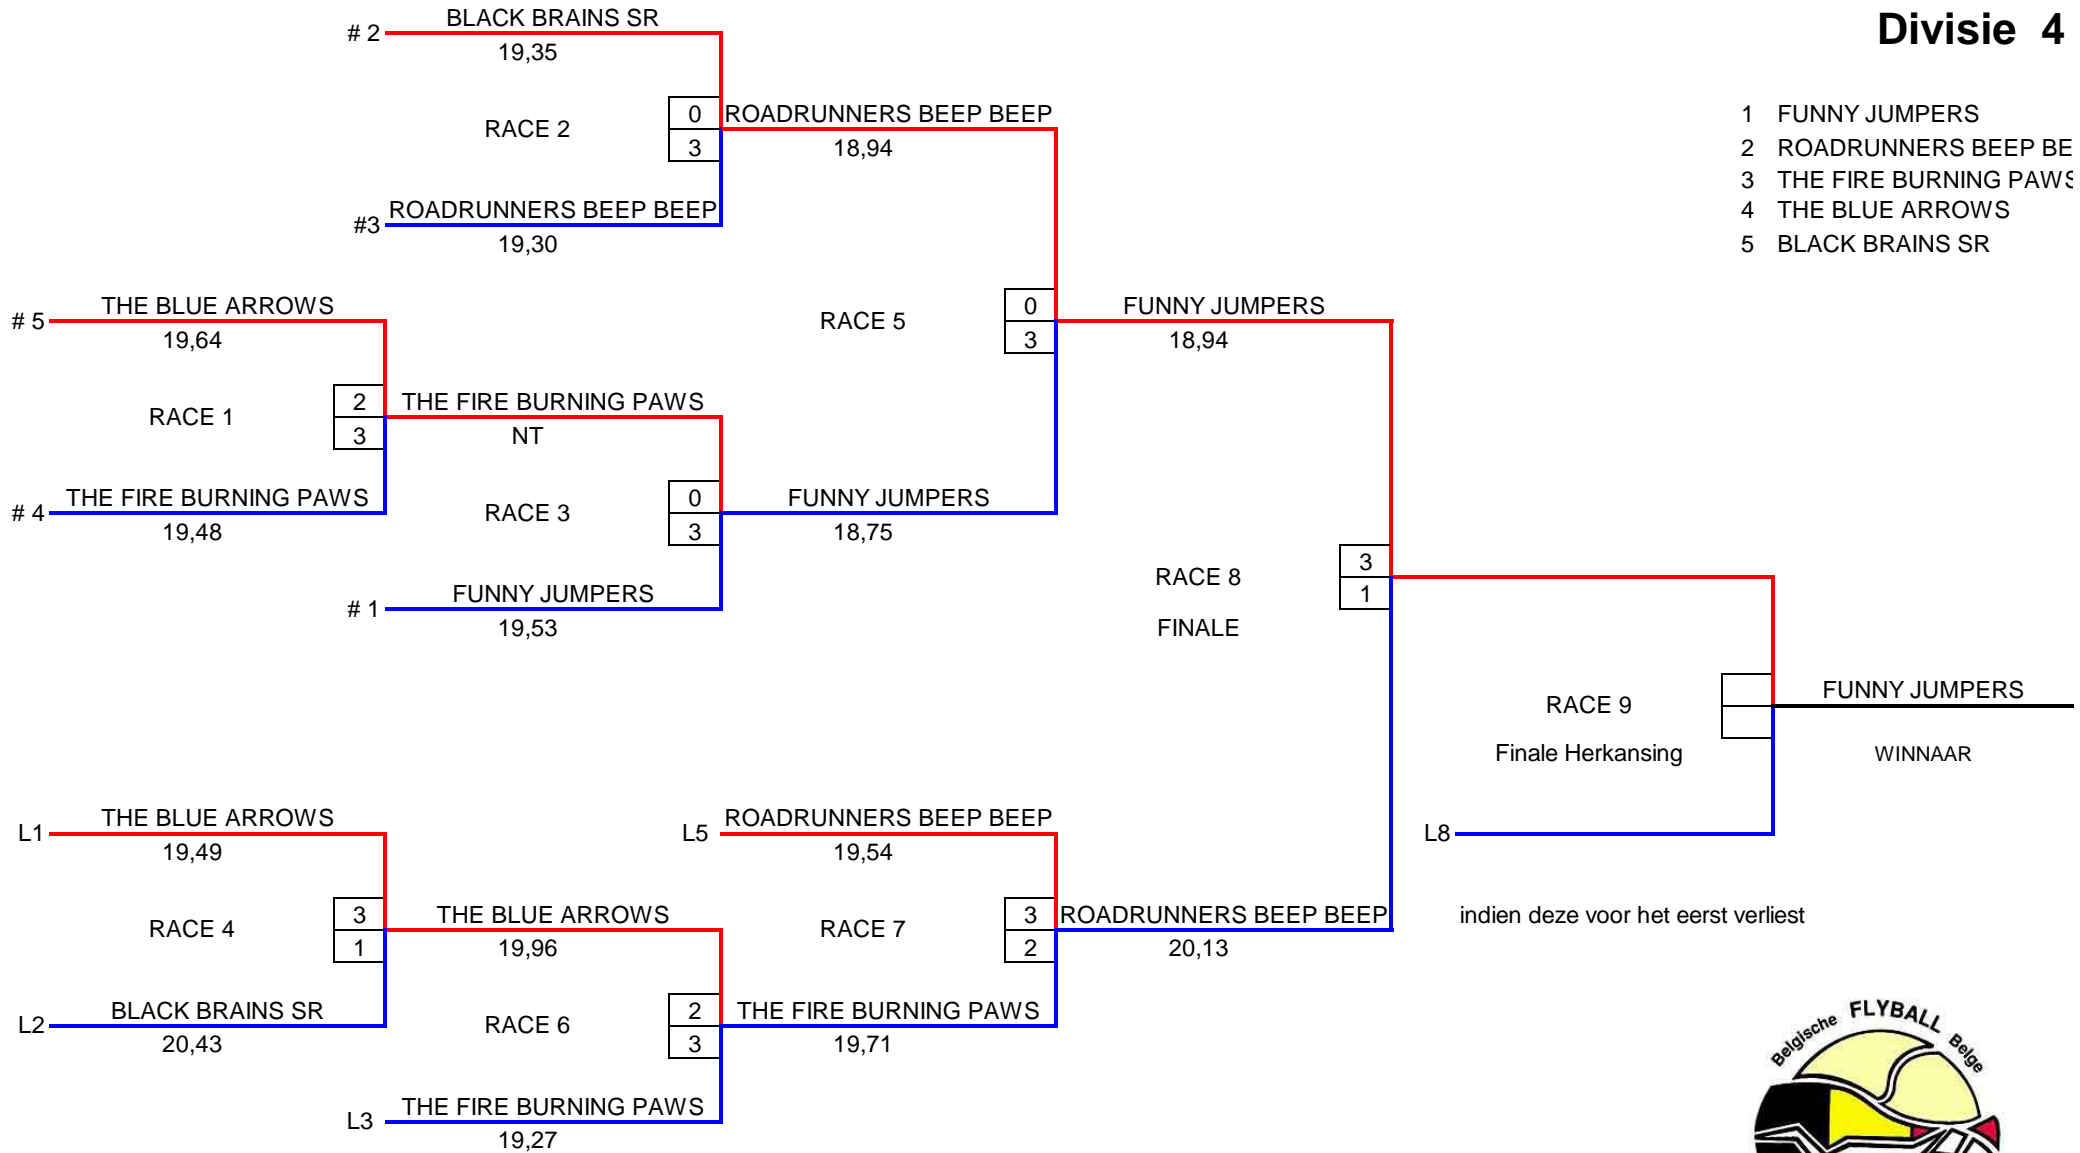 Divisie 4
1 FUNNY JUMPERS
2 ROADRUNNERS BEEP BE
3 THE FIRE BURNING PAWS
4 THE BLUE ARROWS
5 BLACK BRAINS SR
# 2 BLACK BRAINS SR
19,35
RACE 2
0
3
#3 ROADRUNNERS BEEP BEEP
19,30
ROADRUNNERS BEEP BEEP
18,94
# 5 THE BLUE ARROWS
19,64
RACE 1
2
3
# 4 THE FIRE BURNING PAWS
19,48
THE FIRE BURNING PAWS
NT
RACE 3
0
3
# 1 FUNNY JUMPERS
19,53
RACE 5
0
3
FUNNY JUMPERS
18,75
FUNNY JUMPERS
18,94
RACE 8
FINALE
3
1
RACE 9
Finale Herkansing
FUNNY JUMPERS
WINNAAR
L8
indien deze voor het eerst verliest
L1 THE BLUE ARROWS
19,49
RACE 4
3
1
L2 BLACK BRAINS SR
20,43
THE BLUE ARROWS
19,96
RACE 6
2
3
L3 THE FIRE BURNING PAWS
19,27
L5 ROADRUNNERS BEEP BEEP
19,54
RACE 7
3
2
THE FIRE BURNING PAWS
19,71
ROADRUNNERS BEEP BEEP
20,13
Belgische FLYBALL Belge